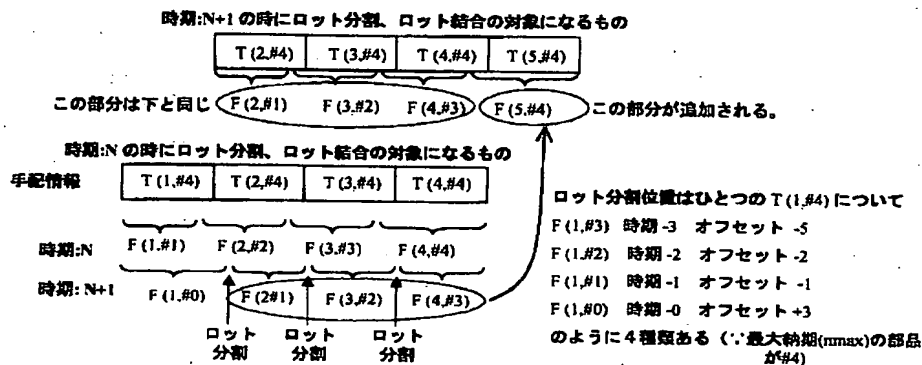 時期:N+1 の時にロット分割、ロット結合の対象になるもの
T (2,#4) T (3,#4) T (4,#4) T (5,#4)
この部分は下と同じ F (2,#1) F (3,#2) F (4,#3) F (5,#4) この部分が追加される。
時期:N の時にロット分割、ロット結合の対象になるもの
手配情報 T (1,#4) T (2,#4) T (3,#4) T (4,#4)
時期:N F (1,#1) F (2,#2) F (3,#3) F (4,#4)
時期: N+1 F (1,#0) F (2#1) F (3,#2) F (4,#3)
ロット分割 ロット分割 ロット分割
ロット分割位置はひとつの T (1,#4) について
F (1,#3) 時期 -3 オフセット -5
F (1,#2) 時期 -2 オフセット -2
F (1,#1) 時期 -1 オフセット -1
F (1,#0) 時期 -0 オフセット +3
のように４種類ある (∵最大納期(nmax)の部品
が#4)